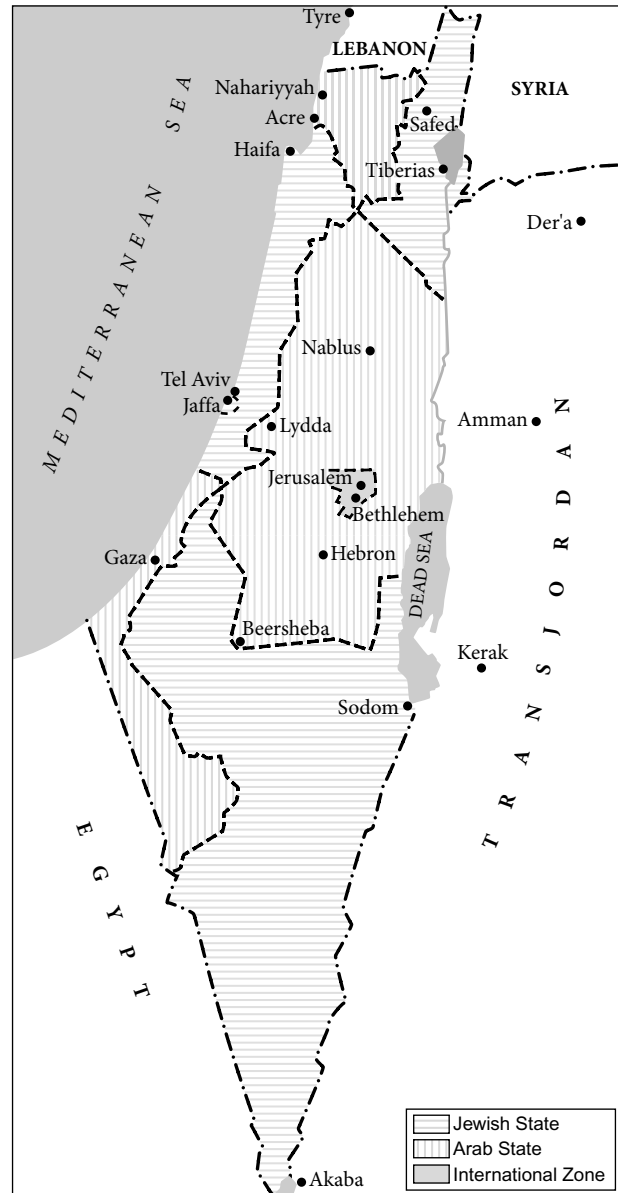 Tyre
LEBANON
SYRIA
Nahariyyah
Acre
Safed
Haifa
Tiberias
Der'a
MEDITERRANEAN SEA
Nablus
Tel Aviv
Jaffa
Lydda
Amman
Jerusalem
Bethlehem
Gaza
Hebron
DEAD SEA
TRANSJORDAN
Beersheba
Kerak
Sodom
EGYPT
Jewish State
Arab State
International Zone
Akaba